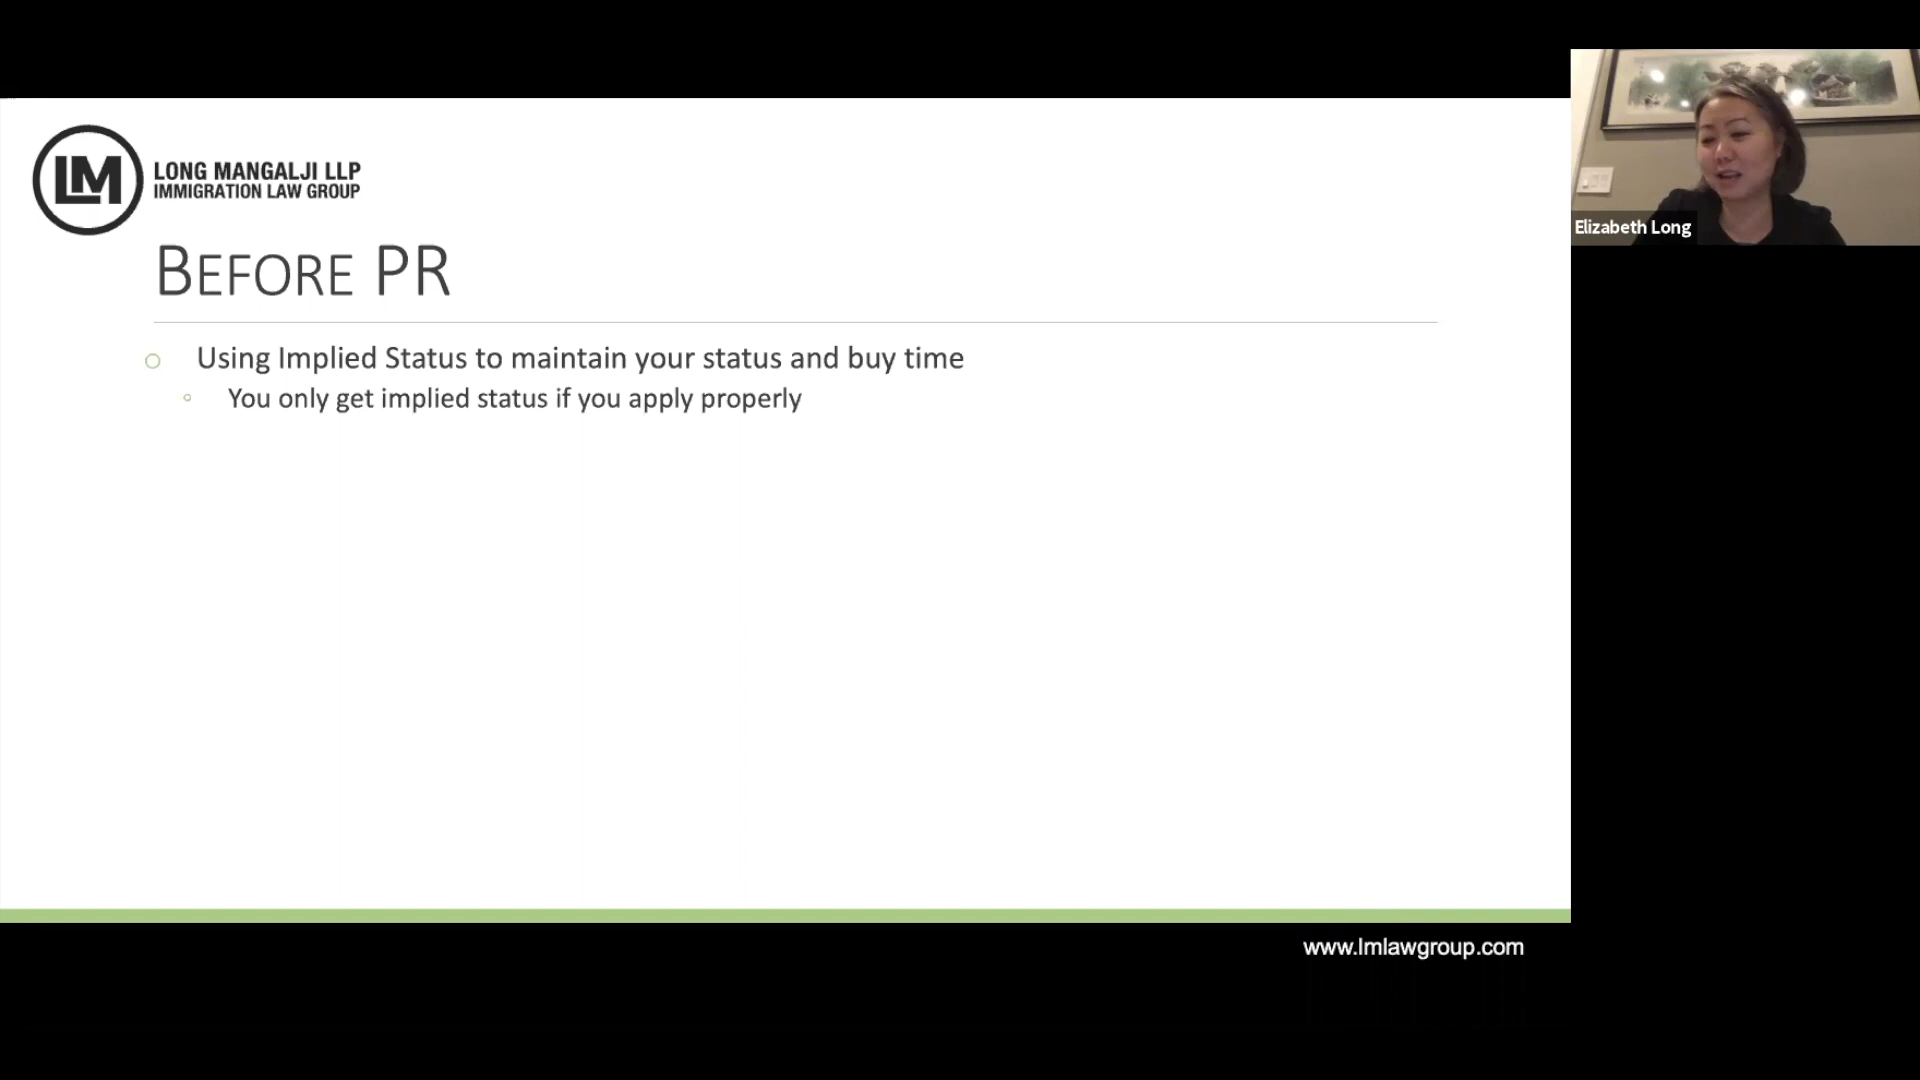 LM
LONG MANGALJI LLP
IMMIGRATION LAW GROUP
BEFORE PR
Using Implied Status to maintain your status and buy time
You only get implied status if you apply properly
Elizabeth Long
www.lmlawgroup.com